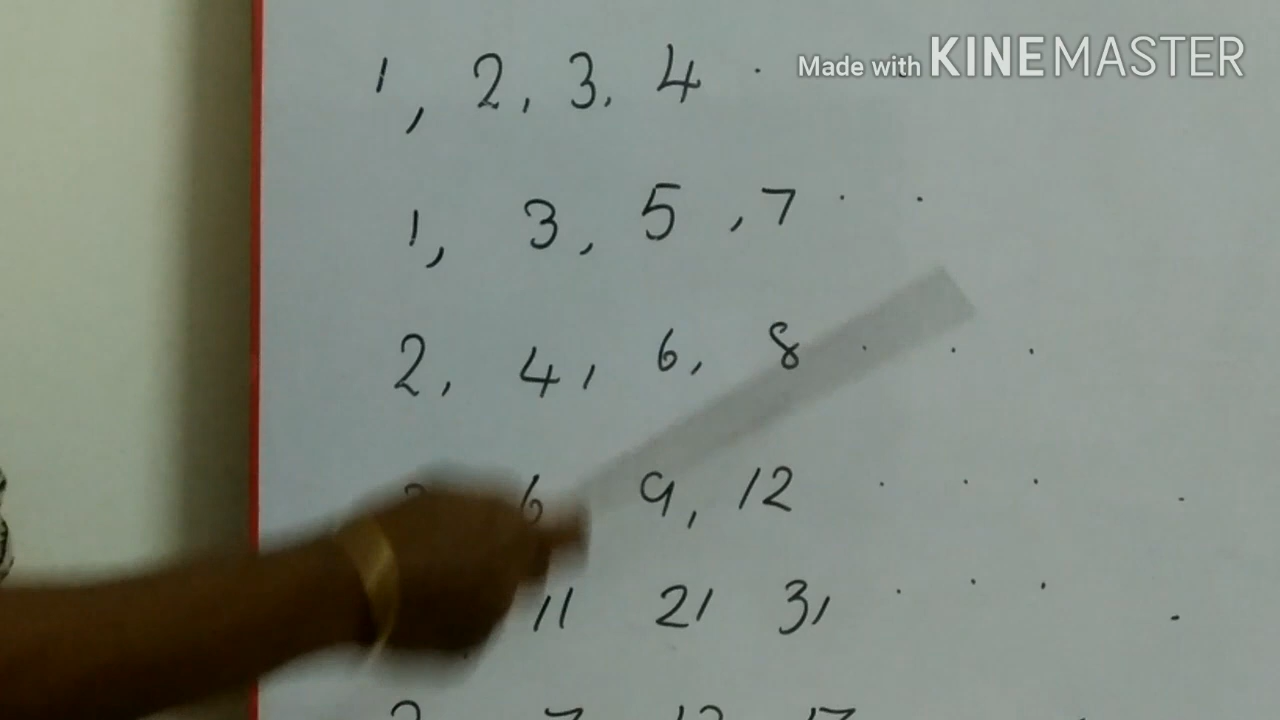 Made with KINEMASTER
1, 2, 3, 4 .
1, 3, 5, 7 . .
2, 4, 6, 8 . . .
6 9, 12 . . . .
11 21 31 . . . .